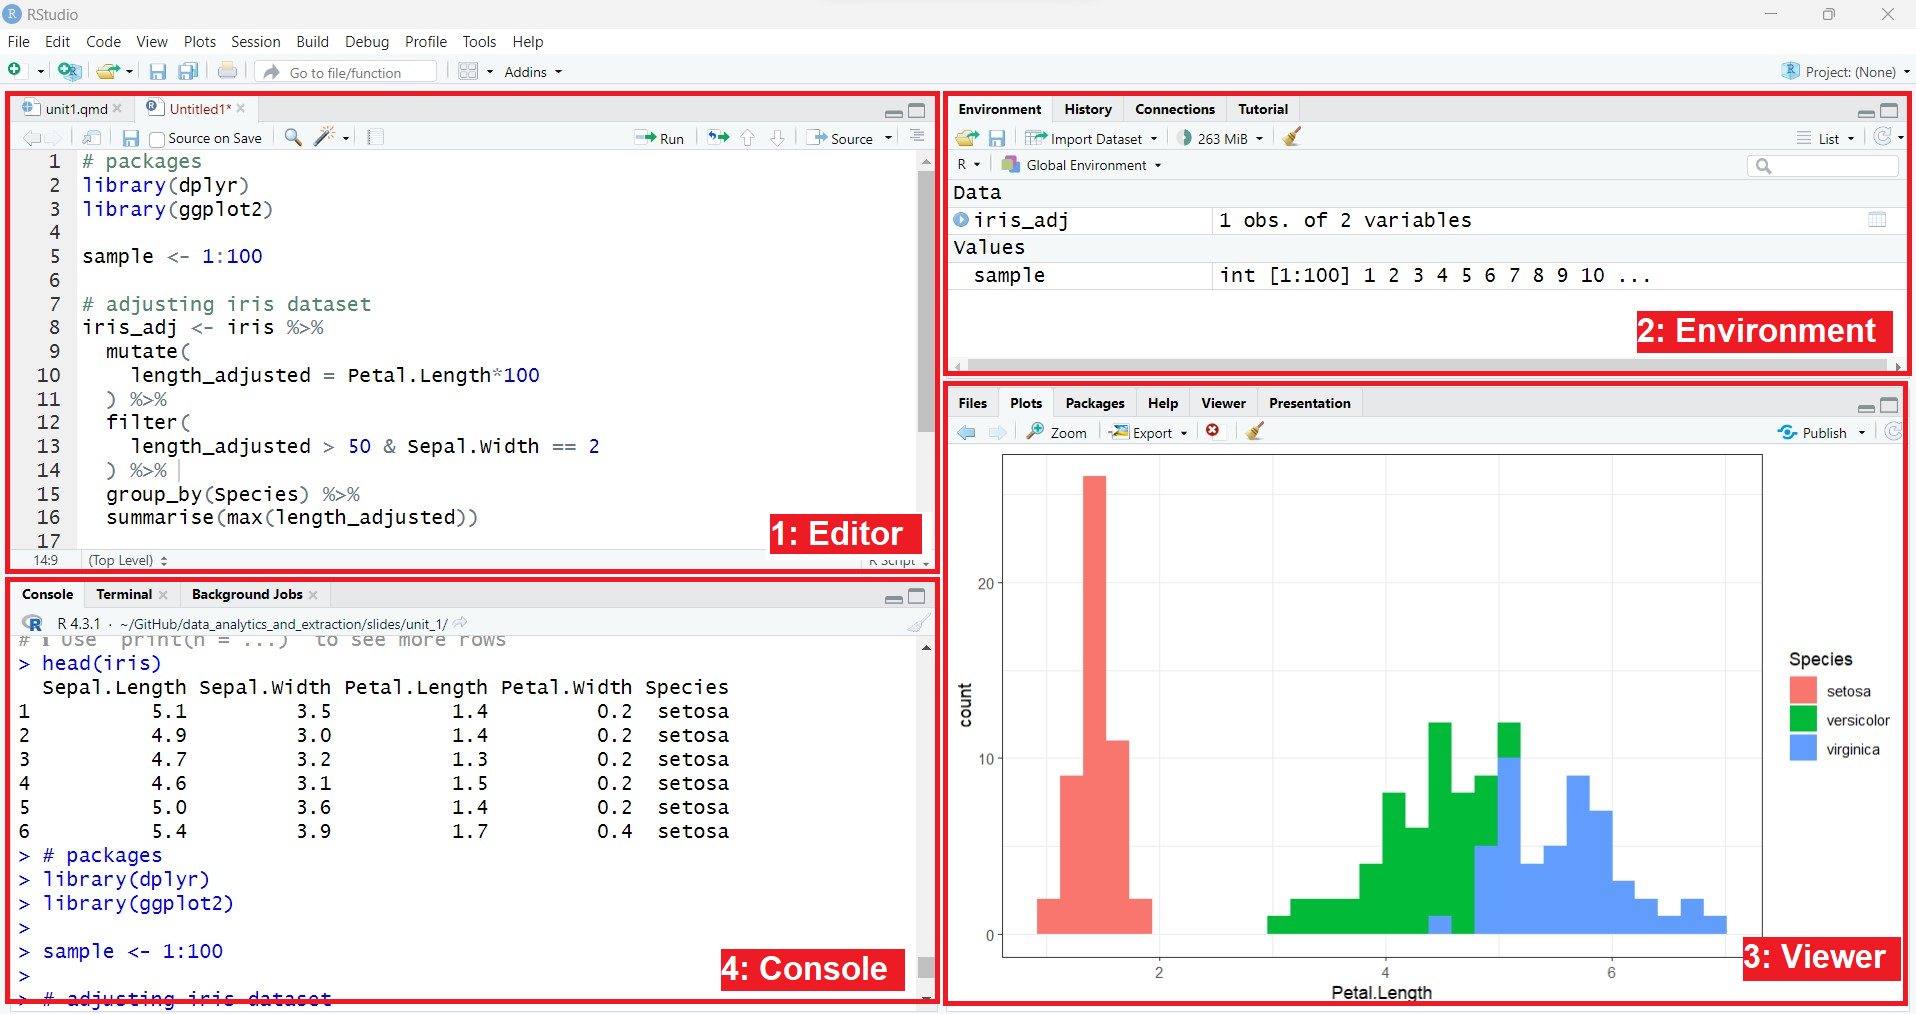 RStudio
File Edit Code View Plots Session Build Debug Profile Tools Help
Go to file/function Addins Project: (None)
unit1.qmd Untitled1*
Source on Save Run Source
1 # packages
2 library(dplyr)
3 library(ggplot2)
4
5 sample <- 1:100
6
7 # adjusting iris dataset
8 iris_adj <- iris %>%
9 mutate(
10 length_adjusted = Petal.Length*100
11 ) %>%
12 filter(
13 length_adjusted > 50 & Sepal.Width == 2
14 ) %>%
15 group_by(Species) %>%
16 summarise(max(length_adjusted))
17
1: Editor
14:9 (Top Level) R Script
Console Terminal Background Jobs
R 4.3.1 · ~/GitHub/data_analytics_and_extraction/slides/unit_1/
# ℹ Use `print(n = ...)` to see more rows
> head(iris)
Sepal.Length Sepal.Width Petal.Length Petal.Width Species
1 5.1 3.5 1.4 0.2 setosa
2 4.9 3.0 1.4 0.2 setosa
3 4.7 3.2 1.3 0.2 setosa
4 4.6 3.1 1.5 0.2 setosa
5 5.0 3.6 1.4 0.2 setosa
6 5.4 3.9 1.7 0.4 setosa
> # packages
> library(dplyr)
> library(ggplot2)
>
> sample <- 1:100
>
> # adjusting iris dataset
4: Console
Environment History Connections Tutorial
Import Dataset 263 MiB List
R Global Environment
Data
iris_adj 1 obs. of 2 variables
Values
sample int [1:100] 1 2 3 4 5 6 7 8 9 10 ...
2: Environment
Files Plots Packages Help Viewer Presentation
Zoom Export Publish
20
10
0
count
2 4 6
Petal.Length
Species
setosa
versicolor
virginica
3: Viewer